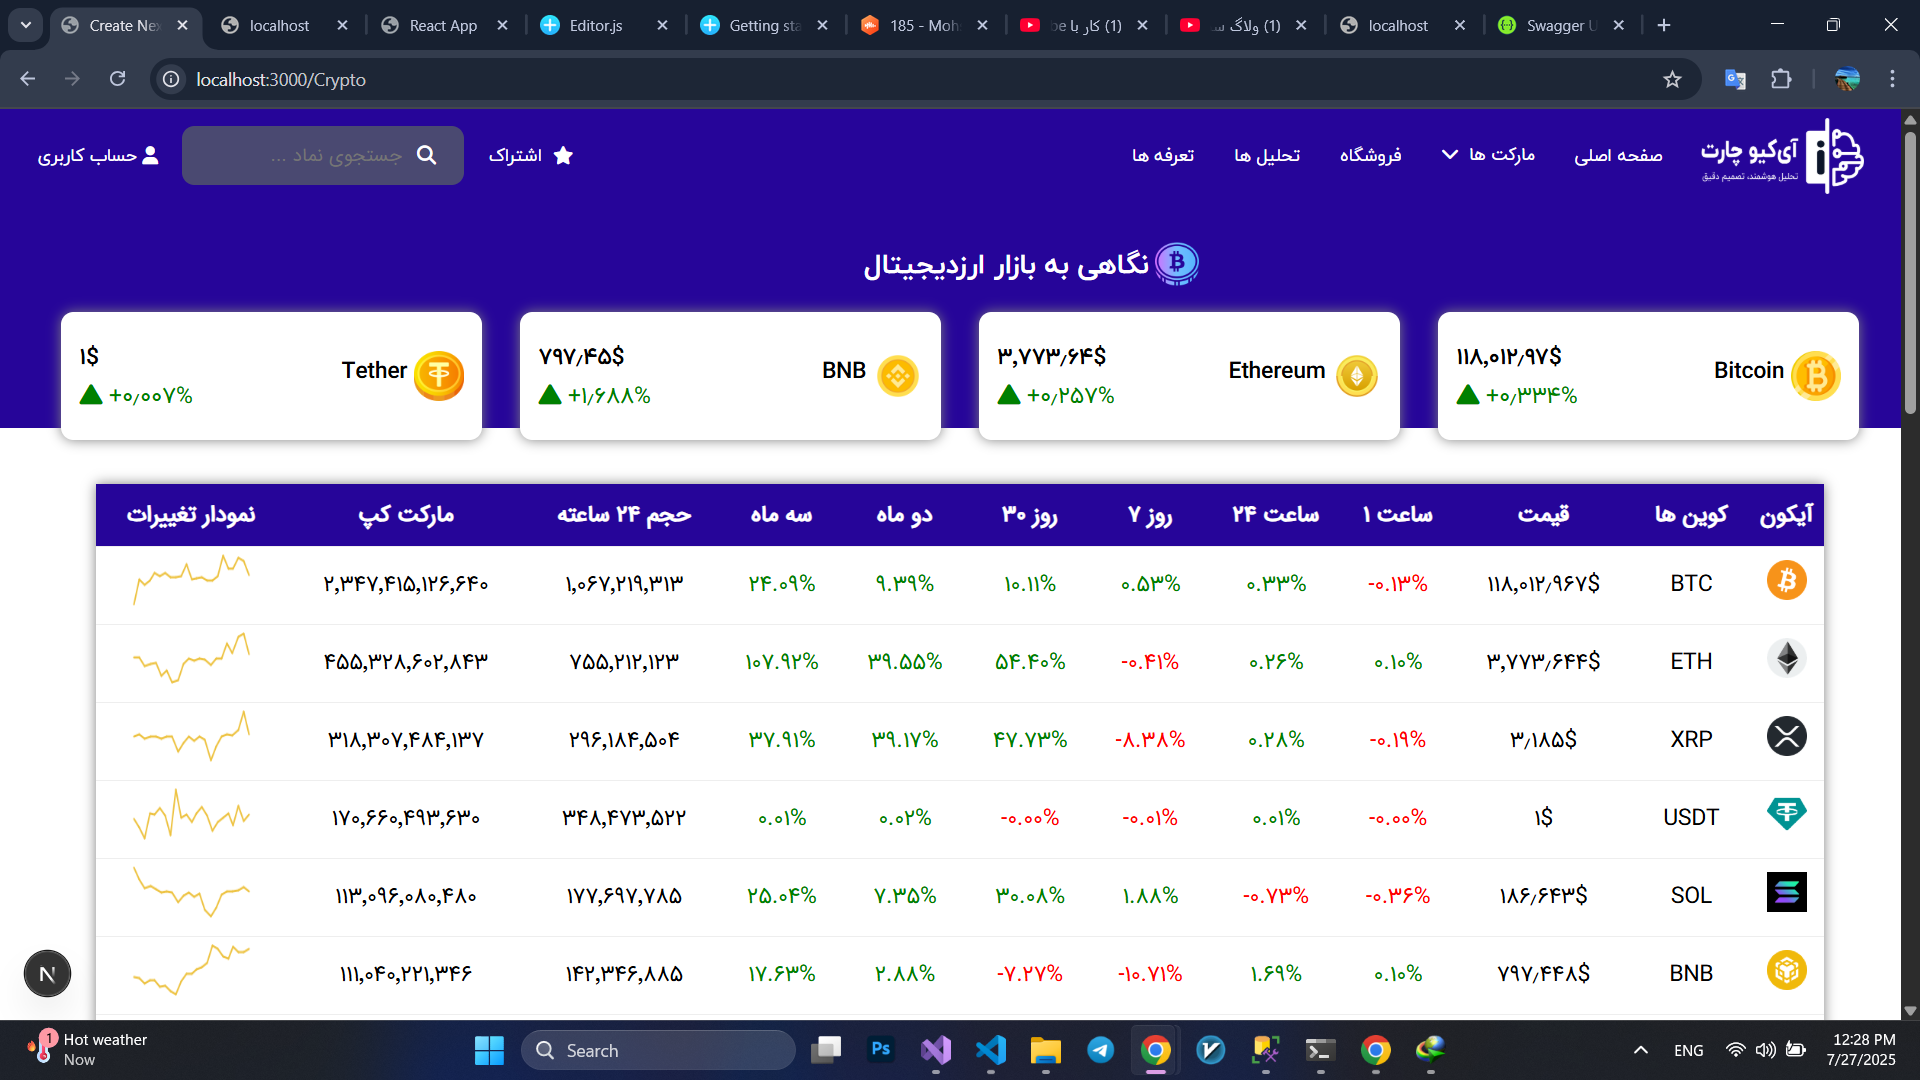 Create Nex
localhost
React App
Editor.js
Getting sta
185 - Moh
(1) کار با be
(1) ولاگ سـ
localhost
Swagger U
localhost:3000/Crypto
آی‌کیو چارت
تحلیل هوشمند، تصمیم دقیق
صفحه اصلی
مارکت ها
فروشگاه
تحلیل ها
تعرفه ها
اشتراک
جستجوی نماد ...
حساب کاربری
نگاهی به بازار ارزدیجیتال
Bitcoin
۱۱۸,۰۱۲٫۹۷$
+۰٫۳۳۴%
Ethereum
۳,۷۷۳٫۶۴$
+۰٫۲۵۷%
BNB
۷۹۷٫۴۵$
+۱٫۶۸۸%
Tether
۱$
+۰٫۰۰۷%
آیکون کوین ها قیمت ساعت ۱ ساعت ۲۴ روز ۷ روز ۳۰ دو ماه سه ماه حجم ۲۴ ساعته مارکت کپ نمودار تغییرات
BTC ۱۱۸,۰۱۲٫۹۶۷$ -۰.۱۳% ۰.۳۳% ۰.۵۳% ۱۰.۱۱% ۹.۳۹% ۲۴.۰۹% ۱,۰۶۷,۲۱۹,۳۱۳ ۲,۳۴۷,۴۱۵,۱۲۶,۶۴۰
ETH ۳,۷۷۳٫۶۴۴$ ۰.۱۰% ۰.۲۶% -۰.۴۱% ۵۴.۴۰% ۳۹.۵۵% ۱۰۷.۹۲% ۷۵۵,۲۱۲,۱۲۳ ۴۵۵,۳۲۸,۶۰۲,۸۴۳
XRP ۳٫۱۸۵$ -۰.۱۹% ۰.۲۸% -۸.۳۸% ۴۷.۷۳% ۳۹.۱۷% ۳۷.۹۱% ۲۹۶,۱۸۴,۵۰۴ ۳۱۸,۳۰۷,۴۸۴,۱۳۷
USDT ۱$ -۰.۰۰% ۰.۰۱% -۰.۰۱% -۰.۰۰% ۰.۰۲% ۰.۰۱% ۳۴۸,۴۷۳,۵۲۲ ۱۷۰,۶۶۰,۴۹۳,۶۳۰
SOL ۱۸۶٫۶۴۳$ -۰.۳۶% -۰.۷۳% ۱.۸۸% ۳۰.۰۸% ۷.۳۵% ۲۵.۰۴% ۱۷۷,۶۹۷,۷۸۵ ۱۱۳,۰۹۶,۰۸۰,۴۸۰
BNB ۷۹۷٫۴۴۸$ ۰.۱۰% ۱.۶۹% -۱۰.۷۱% -۷.۲۷% ۲.۸۸% ۱۷.۶۳% ۱۴۲,۳۴۶,۸۸۵ ۱۱۱,۰۴۰,۲۲۱,۳۴۶
N
1
Hot weather
Now
Search
Ps
ENG
12:28 PM
7/27/2025